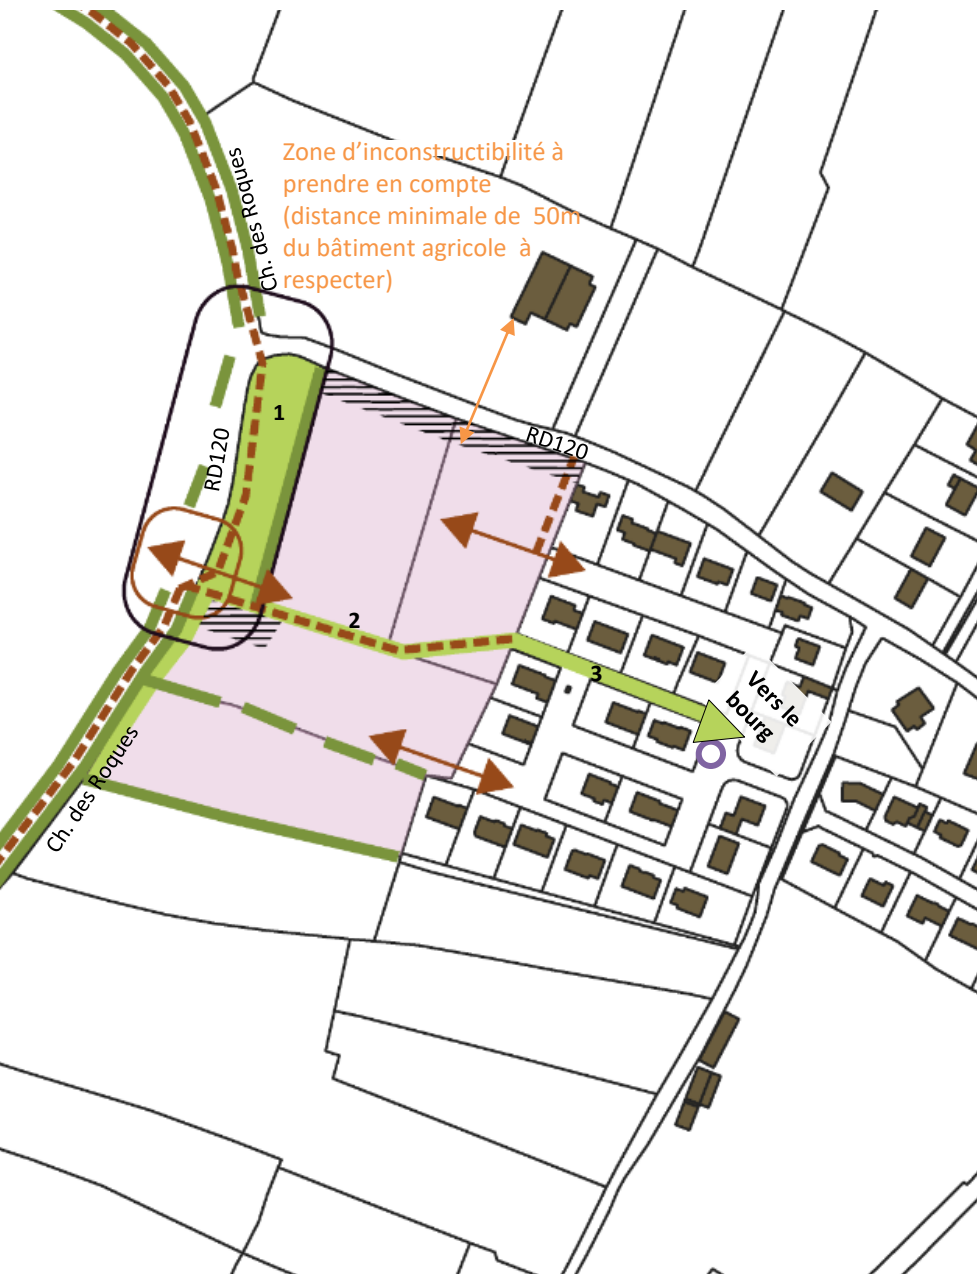 Zone d’inconstructibilité à
prendre en compte
(distance minimale de 50m
du bâtiment agricole à
respecter)
Ch. des Roques
RD120
1
RD120
2
3
Vers le
bourg
Ch. des Roques